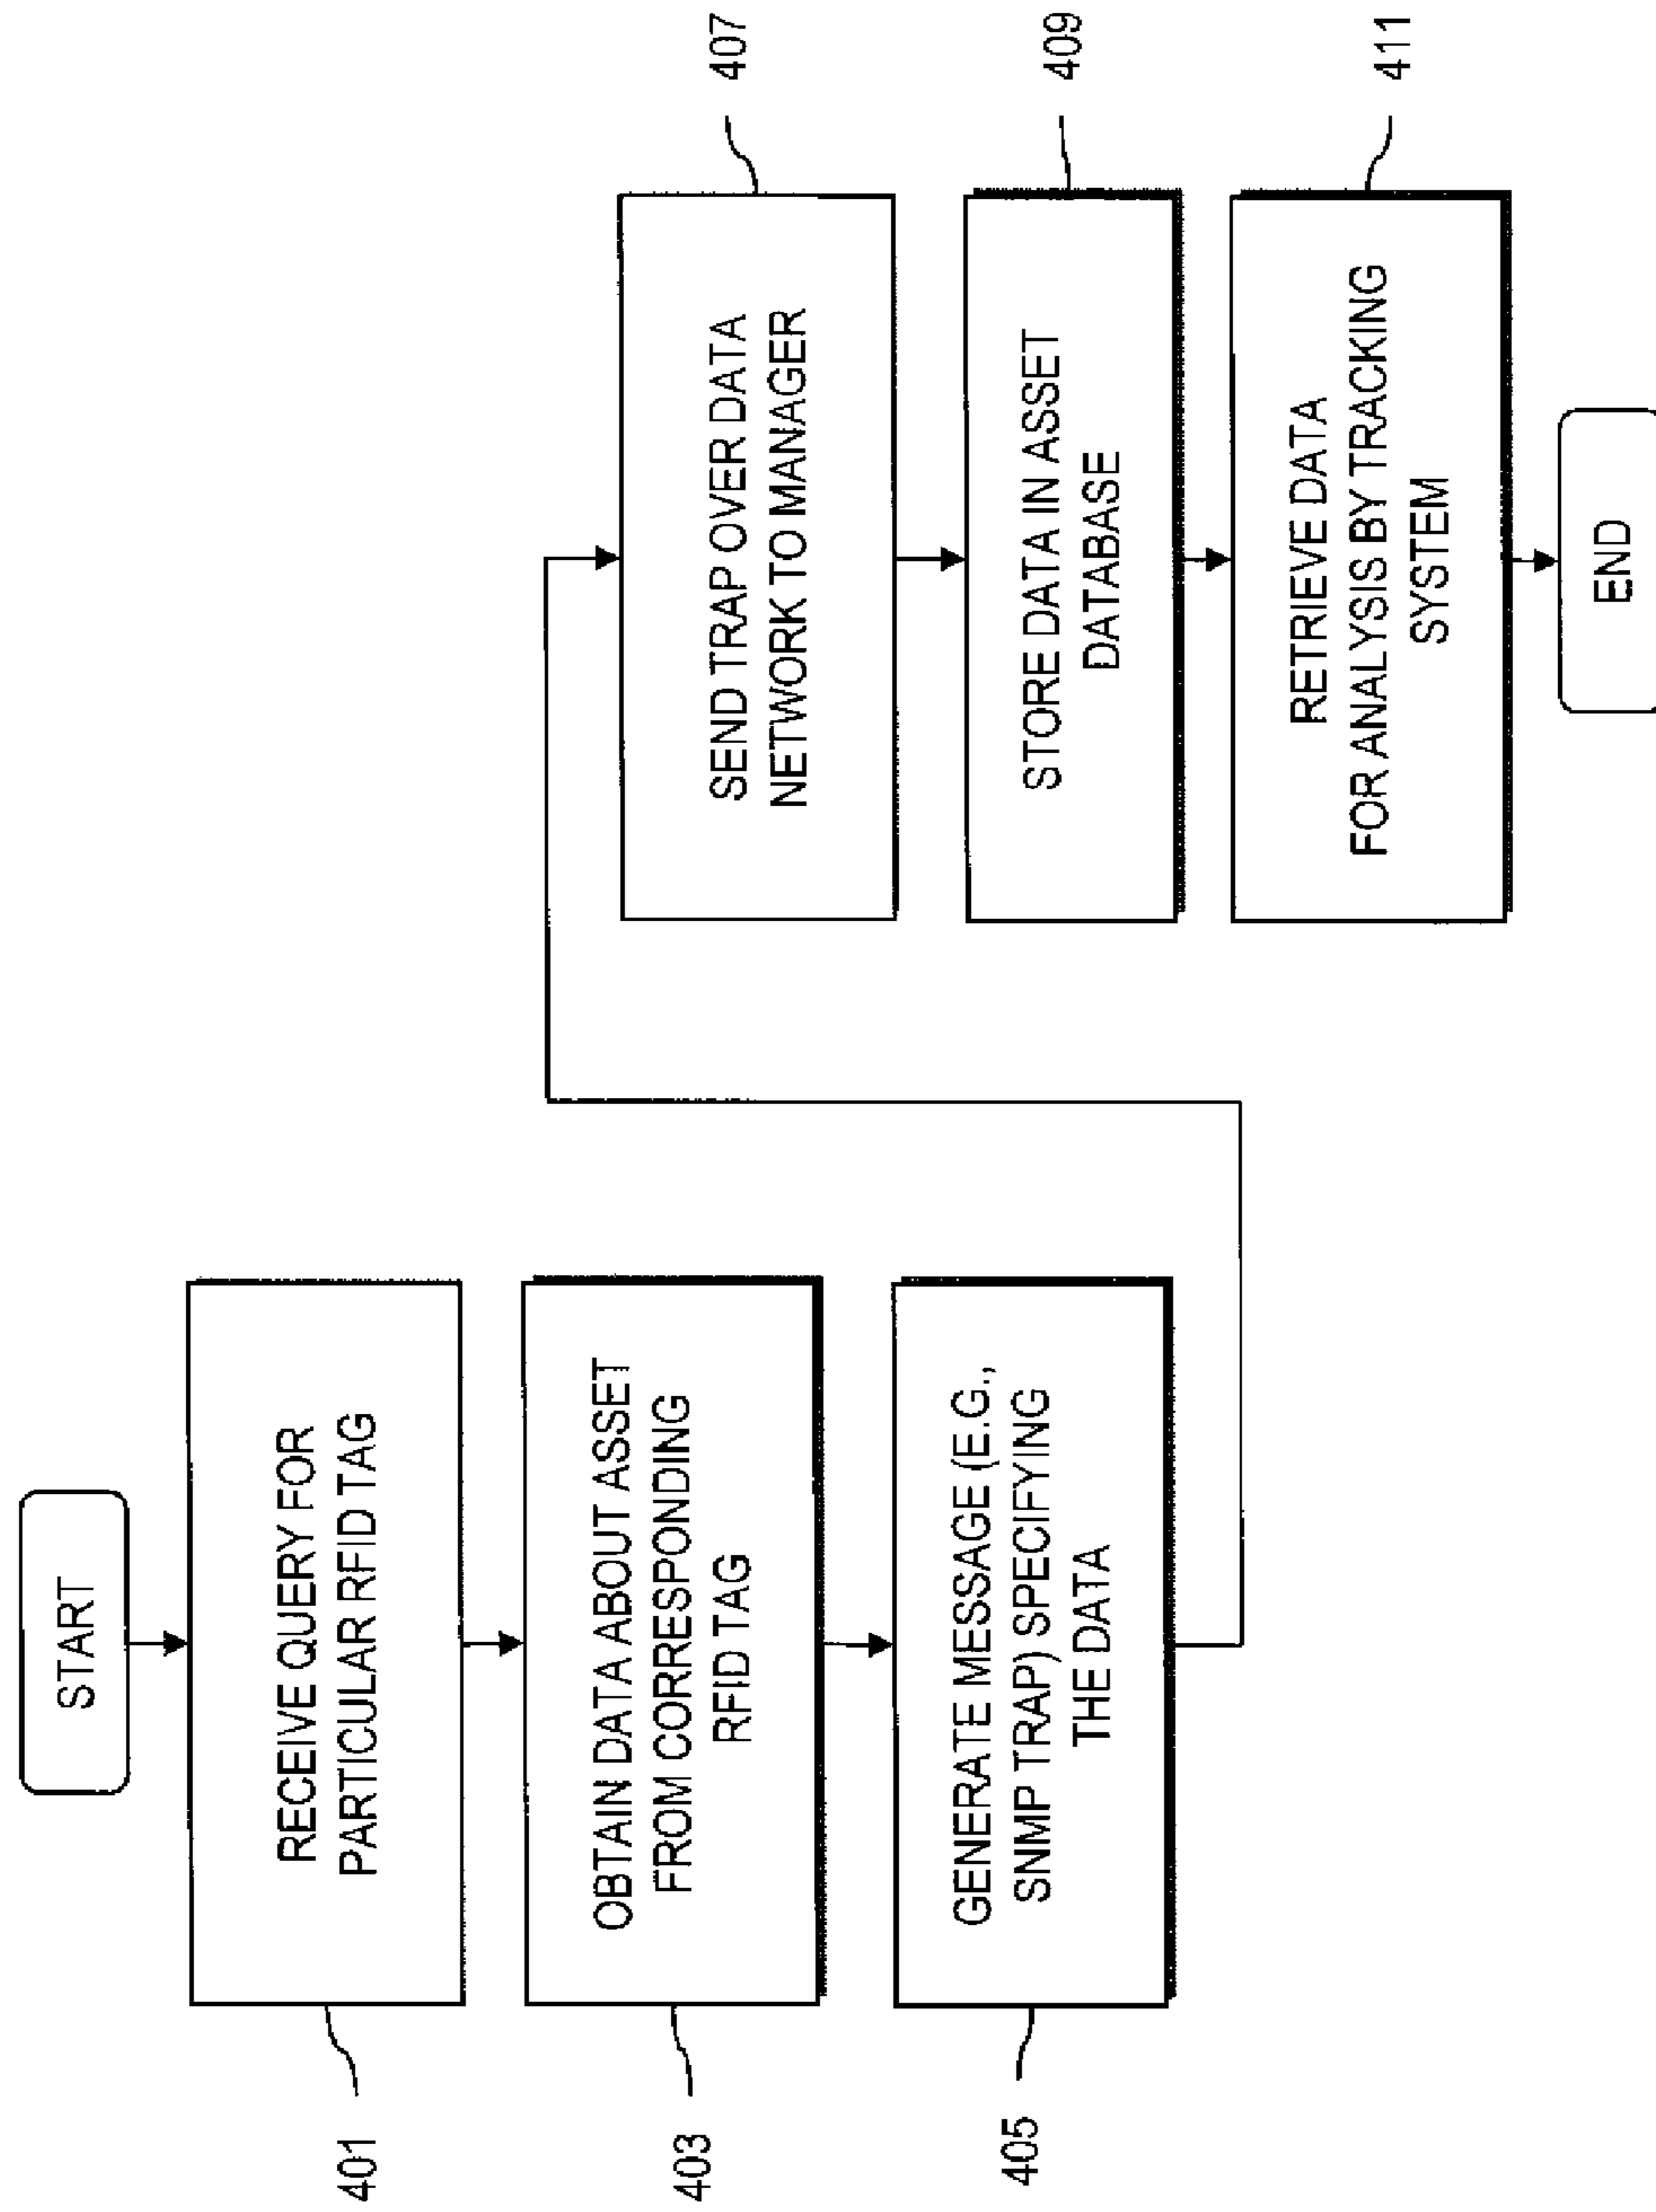 START
RECEIVE QUERY FOR
PARTICULAR RFID TAG
401
OBTAIN DATA ABOUT ASSET
FROM CORRESPONDING
RFID TAG
403
GENERATE MESSAGE (E.G.,
SNMP TRAP) SPECIFYING
THE DATA
405
SEND TRAP OVER DATA
NETWORK TO MANAGER
407
STORE DATA IN ASSET
DATABASE
409
RETRIEVE DATA
FOR ANALYSIS BY TRACKING
SYSTEM
411
END